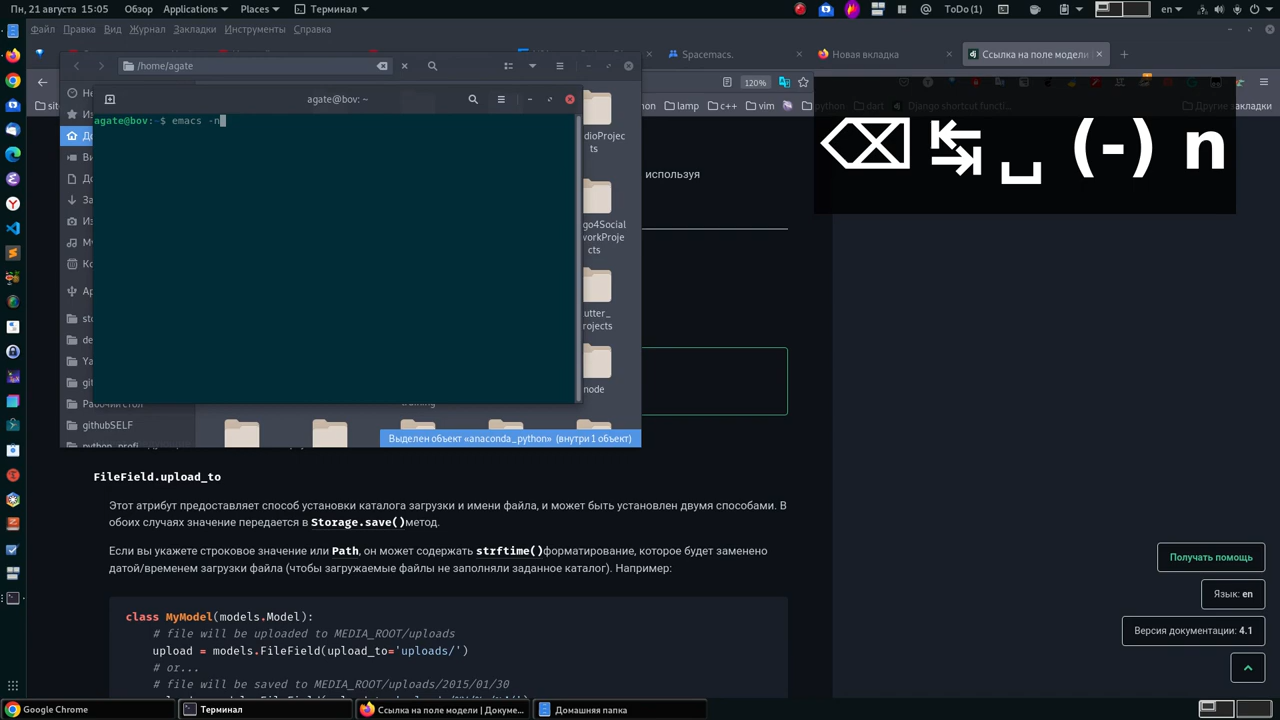 Пн, 21 августа 15:05
Обзор
Applications
Places
Терминал
ToDo (1)
en
Файл Правка Вид Журнал Закладки Инструменты Справка
Spacemacs.
Новая вкладка
Ссылка на поле модели
/home/agate
120%
lamp
c++
vim
python
dart
Django shortcut functi...
Другие закладки
agate@bov: ~
agate@bov:~$ emacs -n
(-) n
используя
dioProjec
ts
go4Social
workProje
cts
utter_
rojects
node
githubSELF
Выделен объект «anaconda_python» (внутри 1 объект)
FileField.upload_to
Этот атрибут предоставляет способ установки каталога загрузки и имени файла, и может быть установлен двумя способами. В
обоих случаях значение передается в Storage.save()метод.
Если вы укажете строковое значение или Path, он может содержать strftime()форматирование, которое будет заменено
датой/временем загрузки файла (чтобы загружаемые файлы не заполняли заданное каталог). Например:
class MyModel(models.Model):
# file will be uploaded to MEDIA_ROOT/uploads
upload = models.FileField(upload_to='uploads/')
# or...
# file will be saved to MEDIA_ROOT/uploads/2015/01/30
Получать помощь
Язык: en
Версия документации: 4.1
Google Chrome
Терминал
Ссылка на поле модели | Докуме...
Домашняя папка